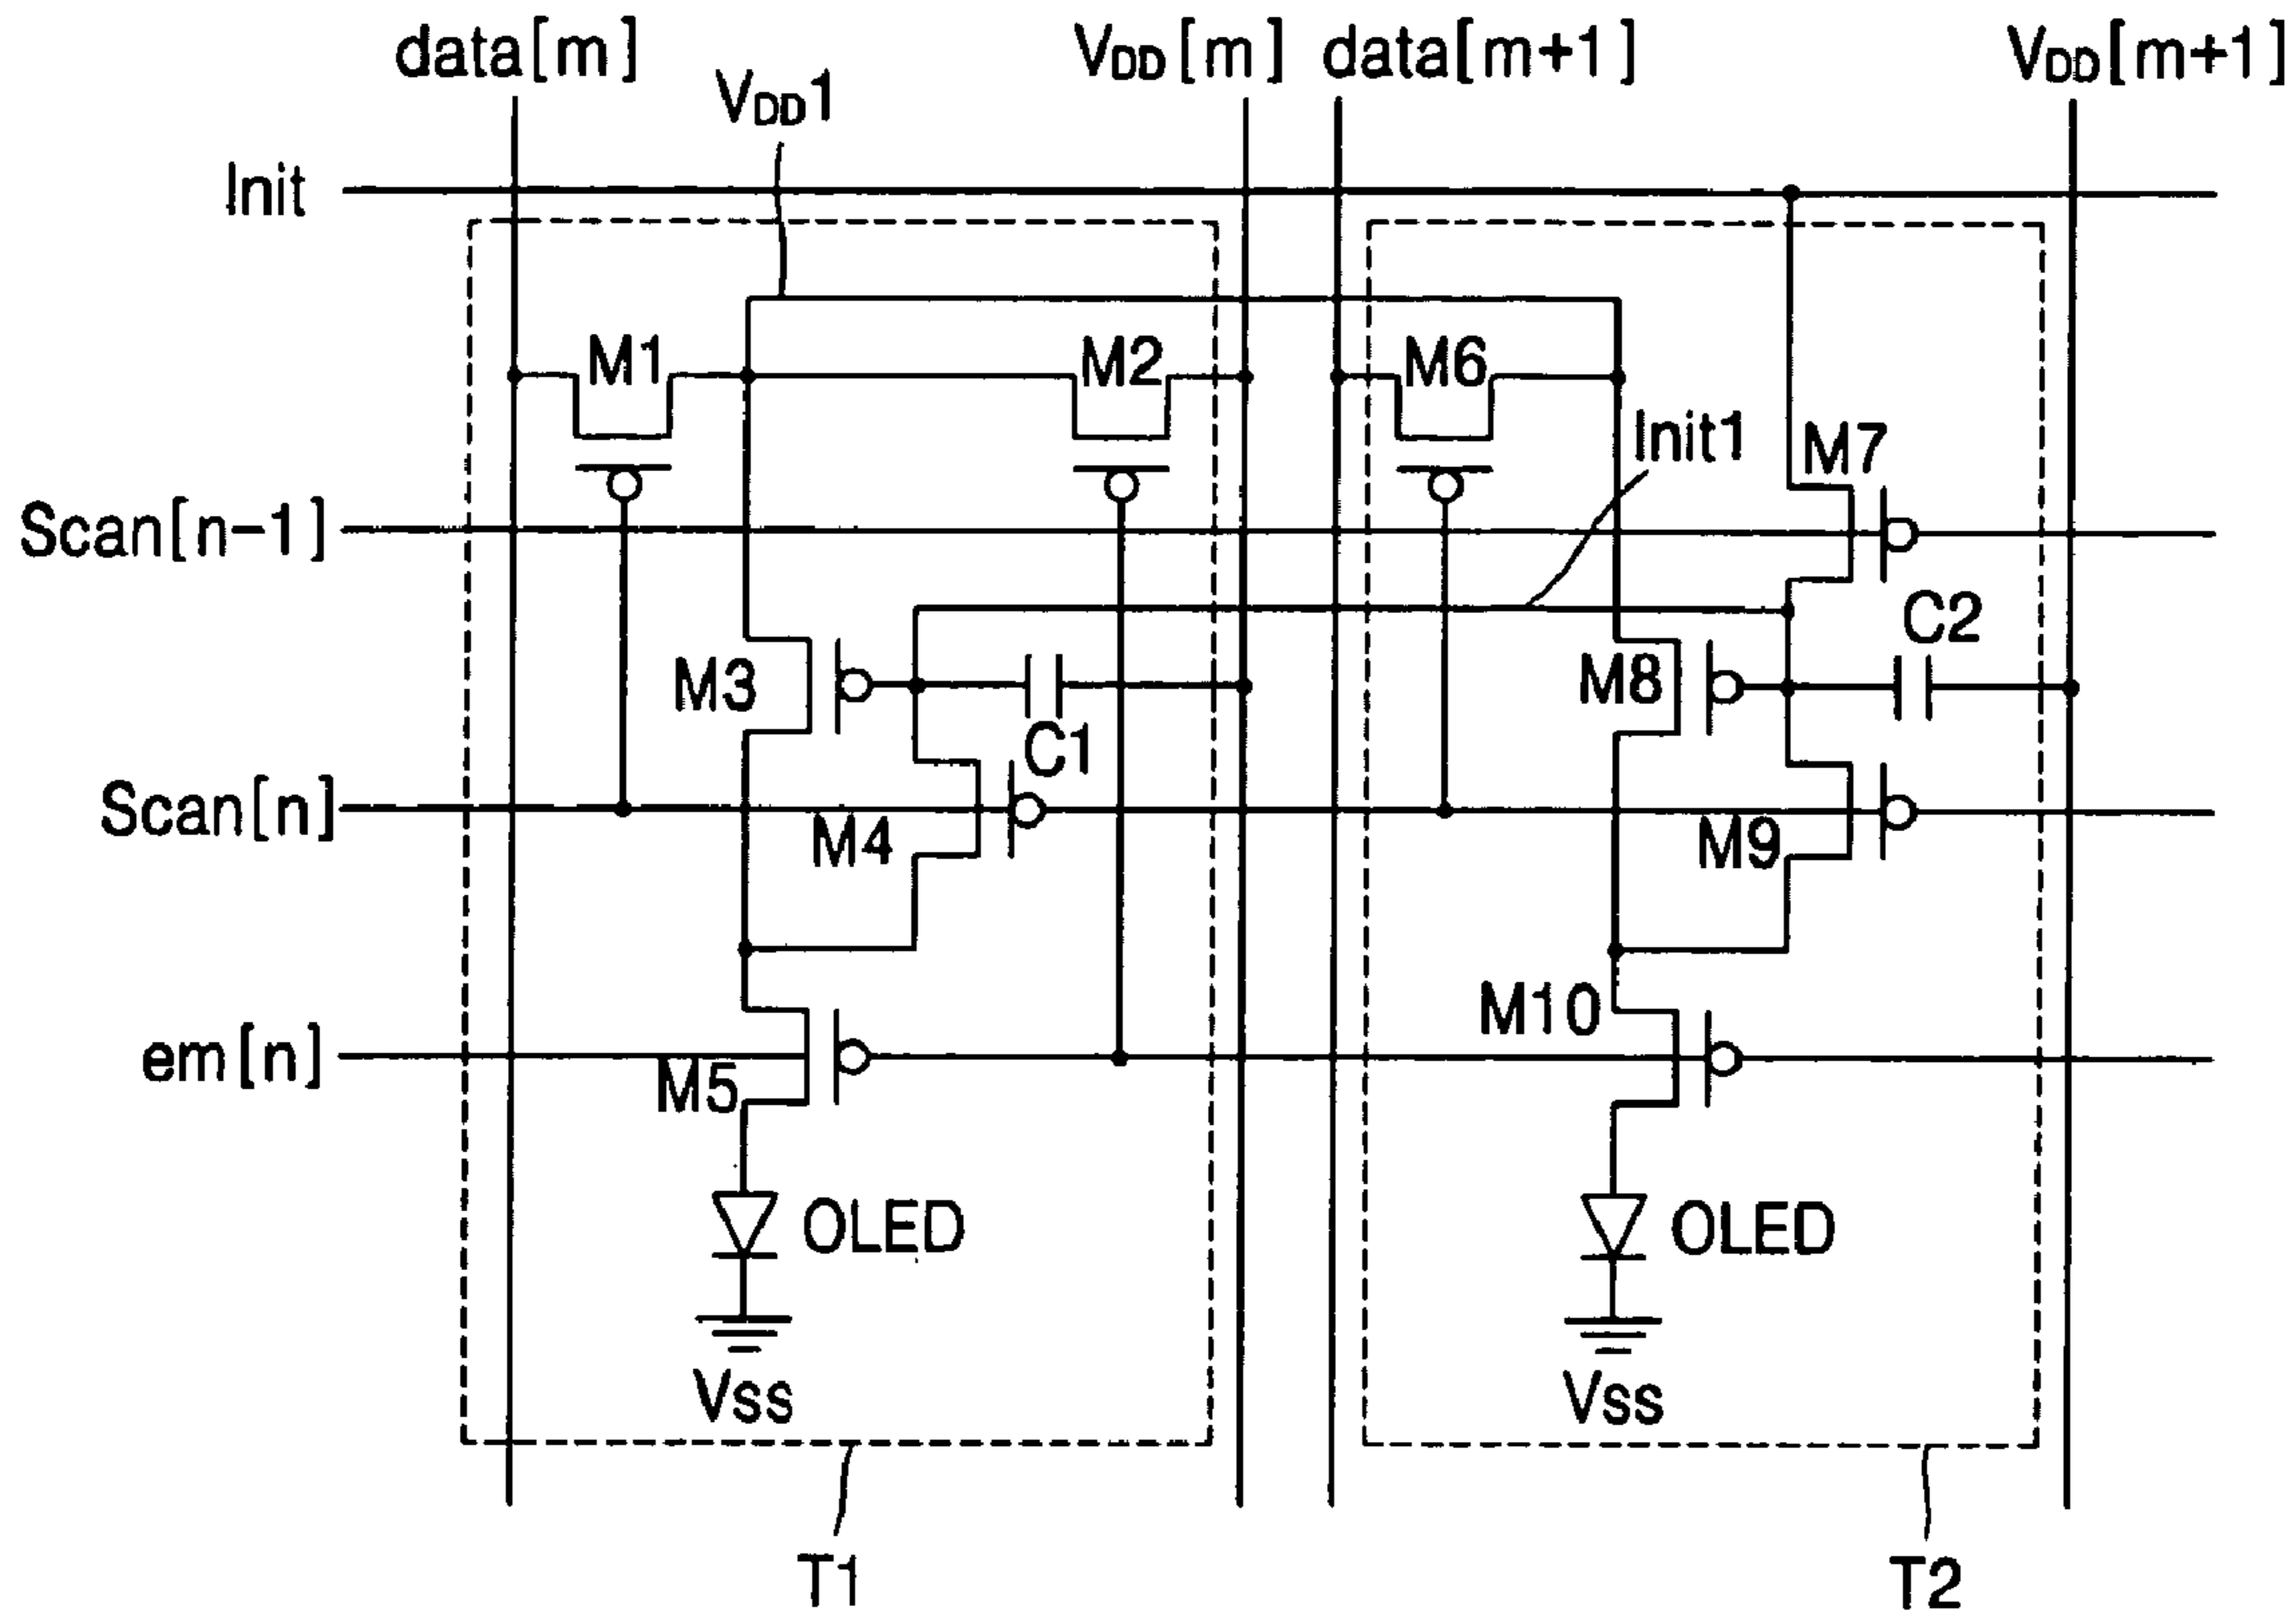 data[m]
VDD1
VDD[m]
data[m+1]
VDD[m+1]
Init
M1
M2
M6
Init1
M7
Scan[n-1]
C2
M3
M8
C1
Scan[n]
M4
M9
M10
em[n]
M5
OLED
OLED
Vss
Vss
T1
T2